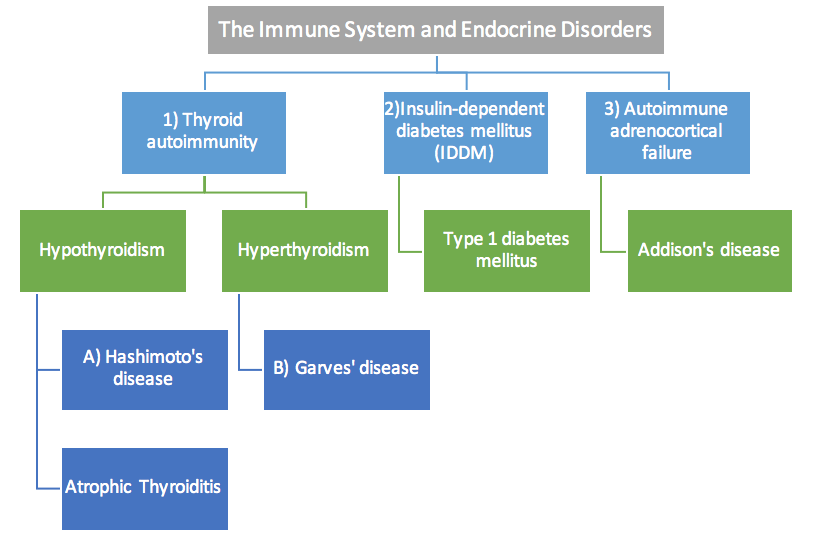 The Immune System and Endocrine Disorders
1) Thyroid
autoimmunity
2)Insulin-dependent
diabetes mellitus
(IDDM)
3) Autoimmune
adrenocortical
failure
Hypothyroidism
Hyperthyroidism
Type 1 diabetes
mellitus
Addison's disease
A) Hashimoto's
disease
B) Garves' disease
Atrophic Thyroiditis